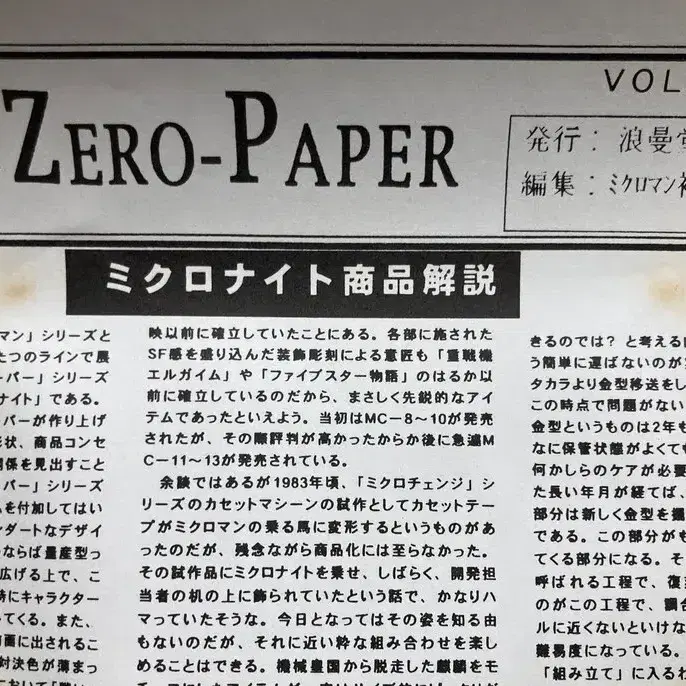 ZERO-PAPER
VOL
発行：浪曼堂
編集：ミクロマン
ミクロナイト商品解説
マン」シリーズと
たつのラインで展
ーパー」シリーズ
ナイト」である。
パーが作り上げ
形状、商品コンセ
関係を見出すこと
パー」シリーズ
ムを付加してはい
ンダートなデザイ
ならば量産型っ
広げる上で、こ
特にキャラクター
てくる。また、
前面に出されるこ
対決色が薄まっ
映以前に確立していたことにある。各部に施された
SF感を盛り込んだ装飾彫刻による意匠も「重戦機
エルガイム」や「ファイブスター物語」のはるか以
前に確立しているのだから、まさしく先鋭的なアイ
テムであったといえよう。当初はMC－8～10が発売
されたが、その際評判が高かったからか後に急遽M
C－11～13が発売されている。
余談ではあるが1983年頃、「ミクロチェンジ」シ
リーズのカセットマシーンの試作としてカセットテー
プがミクロマンの乗る馬に変形するというものがあ
ったのだが、残念ながら商品化には至らなかった。
その試作品にミクロナイトを乗せ、しばらく、開発担
当者の机の上に飾られていたという話で、かなりハ
マっていたそうな。今日となってはその姿を知る由
もないのだが、それに近い粋な組み合わせを楽し
めることはできる。機械豊国から脱走した麒麟をモ
きるのでは？と考える
う簡単に運ばないのが
タカラより金型移送をし
この時点で問題がない
金型というものは2年も
なに保管状態がよくても
何かしらのケアが必要
た長い年月が経てば、
部分は新しく金型を掘
である。この部分がも
てくる部分になる。そ
呼ばれる工程で、復
のがこの工程で、調合
ルに近くないといけな
難易度になっている。
「組み立て」に入るわ